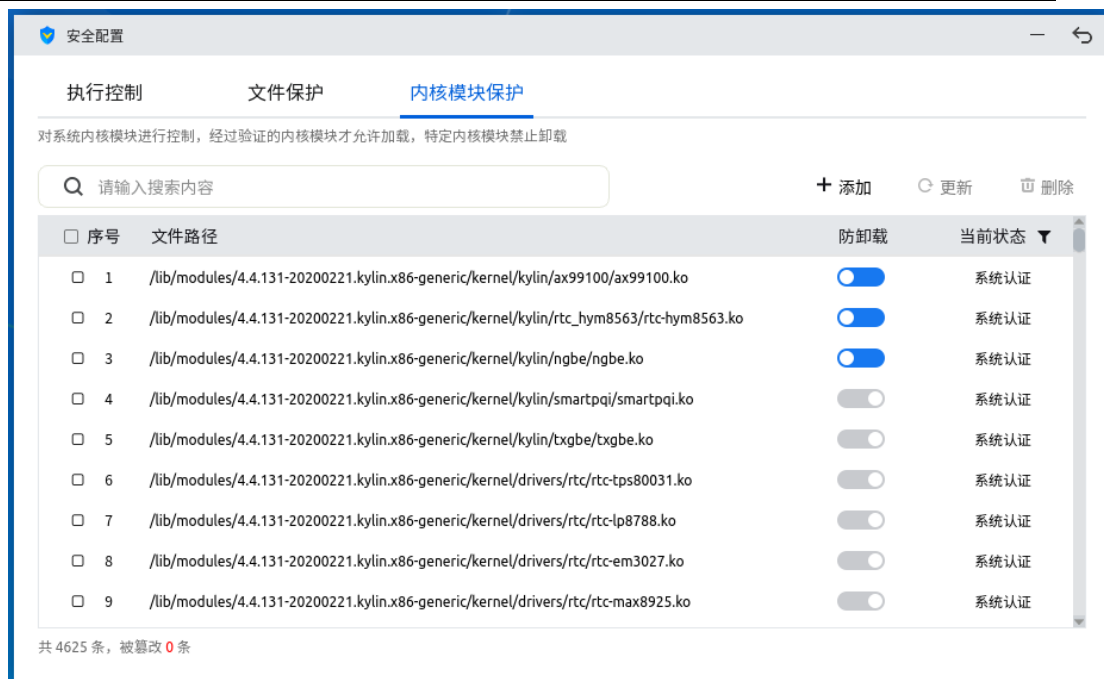 安全配置
执行控制 文件保护 内核模块保护
对系统内核模块进行控制，经过验证的内核模块才允许加载，特定内核模块禁止卸载
请输入搜索内容 添加 更新 删除
序号 文件路径 防卸载 当前状态
1 /lib/modules/4.4.131-20200221.kylin.x86-generic/kernel/kylin/ax99100/ax99100.ko 系统认证
2 /lib/modules/4.4.131-20200221.kylin.x86-generic/kernel/kylin/rtc_hym8563/rtc-hym8563.ko 系统认证
3 /lib/modules/4.4.131-20200221.kylin.x86-generic/kernel/kylin/ngbe/ngbe.ko 系统认证
4 /lib/modules/4.4.131-20200221.kylin.x86-generic/kernel/kylin/smartpqi/smartpqi.ko 系统认证
5 /lib/modules/4.4.131-20200221.kylin.x86-generic/kernel/kylin/txgbe/txgbe.ko 系统认证
6 /lib/modules/4.4.131-20200221.kylin.x86-generic/kernel/drivers/rtc/rtc-tps80031.ko 系统认证
7 /lib/modules/4.4.131-20200221.kylin.x86-generic/kernel/drivers/rtc/rtc-lp8788.ko 系统认证
8 /lib/modules/4.4.131-20200221.kylin.x86-generic/kernel/drivers/rtc/rtc-em3027.ko 系统认证
9 /lib/modules/4.4.131-20200221.kylin.x86-generic/kernel/drivers/rtc/rtc-max8925.ko 系统认证
共 4625 条，被篡改 0 条